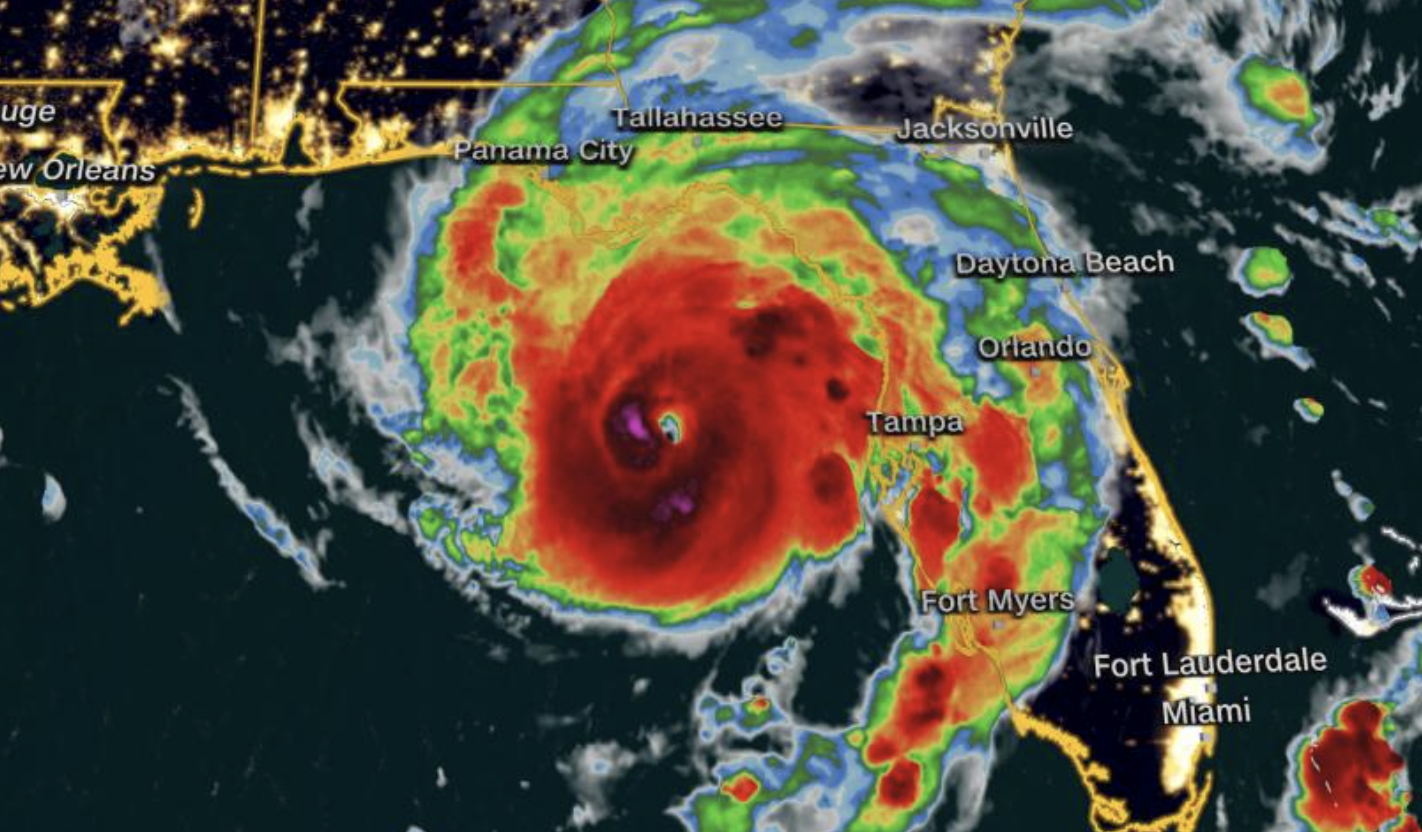 Tallahassee
Jacksonville
uge
Panama City
ew Orleans
Daytona Beach
Orlando
Tampa
Fort Myers
Fort Lauderdale
Miami